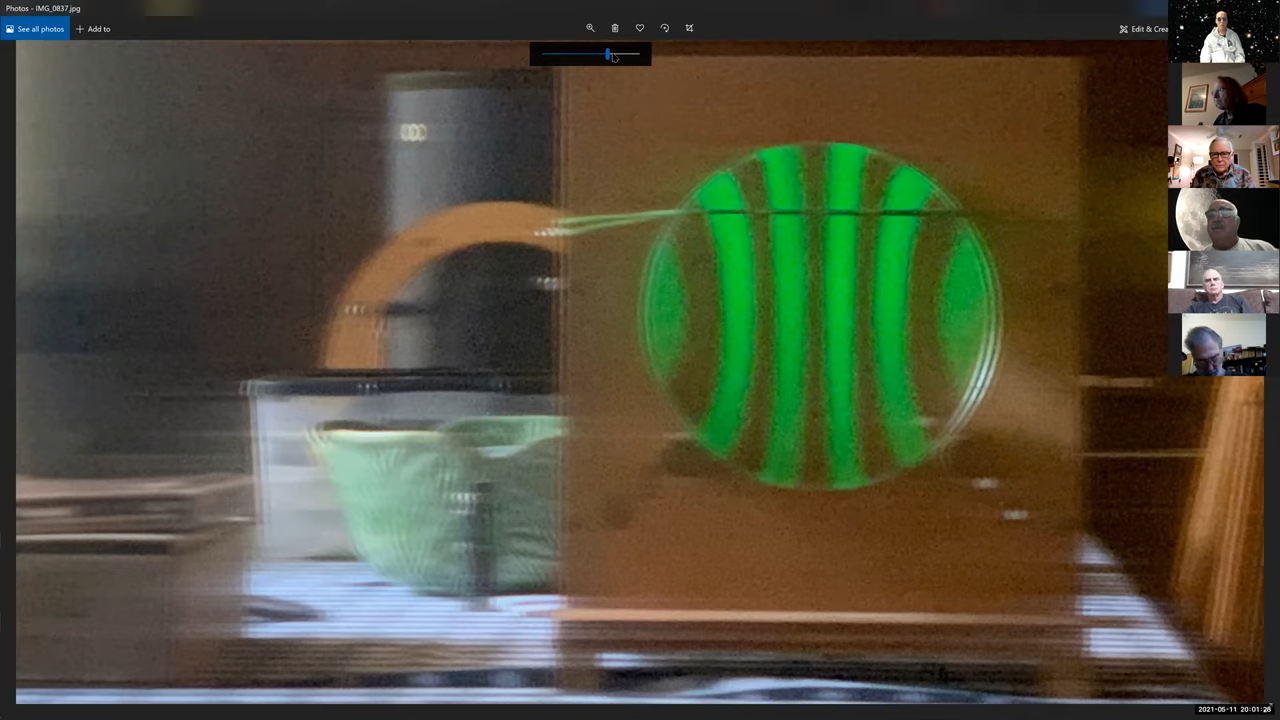 Photos - IMG_0837.jpg
See all photos
Add to
Edit & Crea
2021-05-11 20:01:28